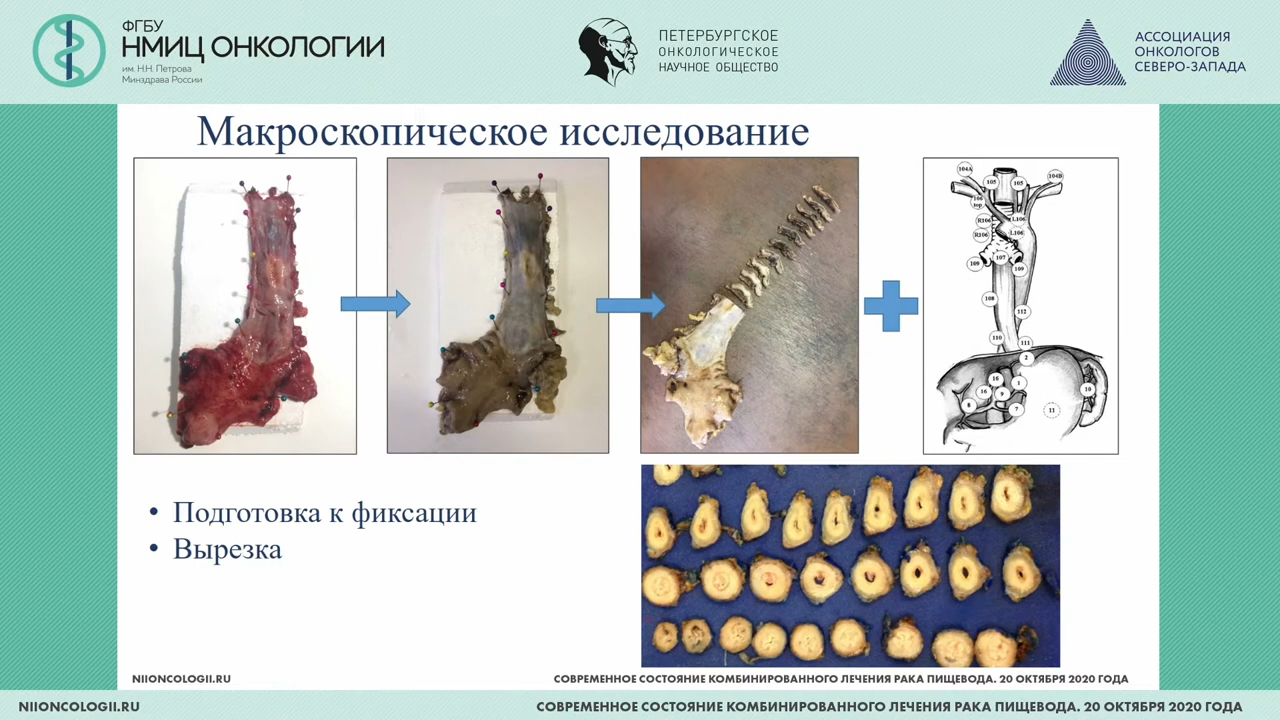 ФГБУ
НМИЦ ОНКОЛОГИИ
им. Н.Н. Петрова
Минздрава России
ПЕТЕРБУРГСКОЕ
ОНКОЛОГИЧЕСКОЕ
НАУЧНОЕ ОБЩЕСТВО
АССОЦИАЦИЯ
ОНКОЛОГОВ
СЕВЕРО-ЗАПАДА
Макроскопическое исследование
104A
104B
105
105
106
top
R106
L106
R106
L106
107
109
109
108
112
110
111
2
16
1
16
9
10
8
7
11
• Подготовка к фиксации
• Вырезка
NIIONCOLOGII.RU
СОВРЕМЕННОЕ СОСТОЯНИЕ КОМБИНИРОВАННОГО ЛЕЧЕНИЯ РАКА ПИЩЕВОДА. 20 ОКТЯБРЯ 2020 ГОДА
NIIONCOLOGII.RU
СОВРЕМЕННОЕ СОСТОЯНИЕ КОМБИНИРОВАННОГО ЛЕЧЕНИЯ РАКА ПИЩЕВОДА. 20 ОКТЯБРЯ 2020 ГОДА